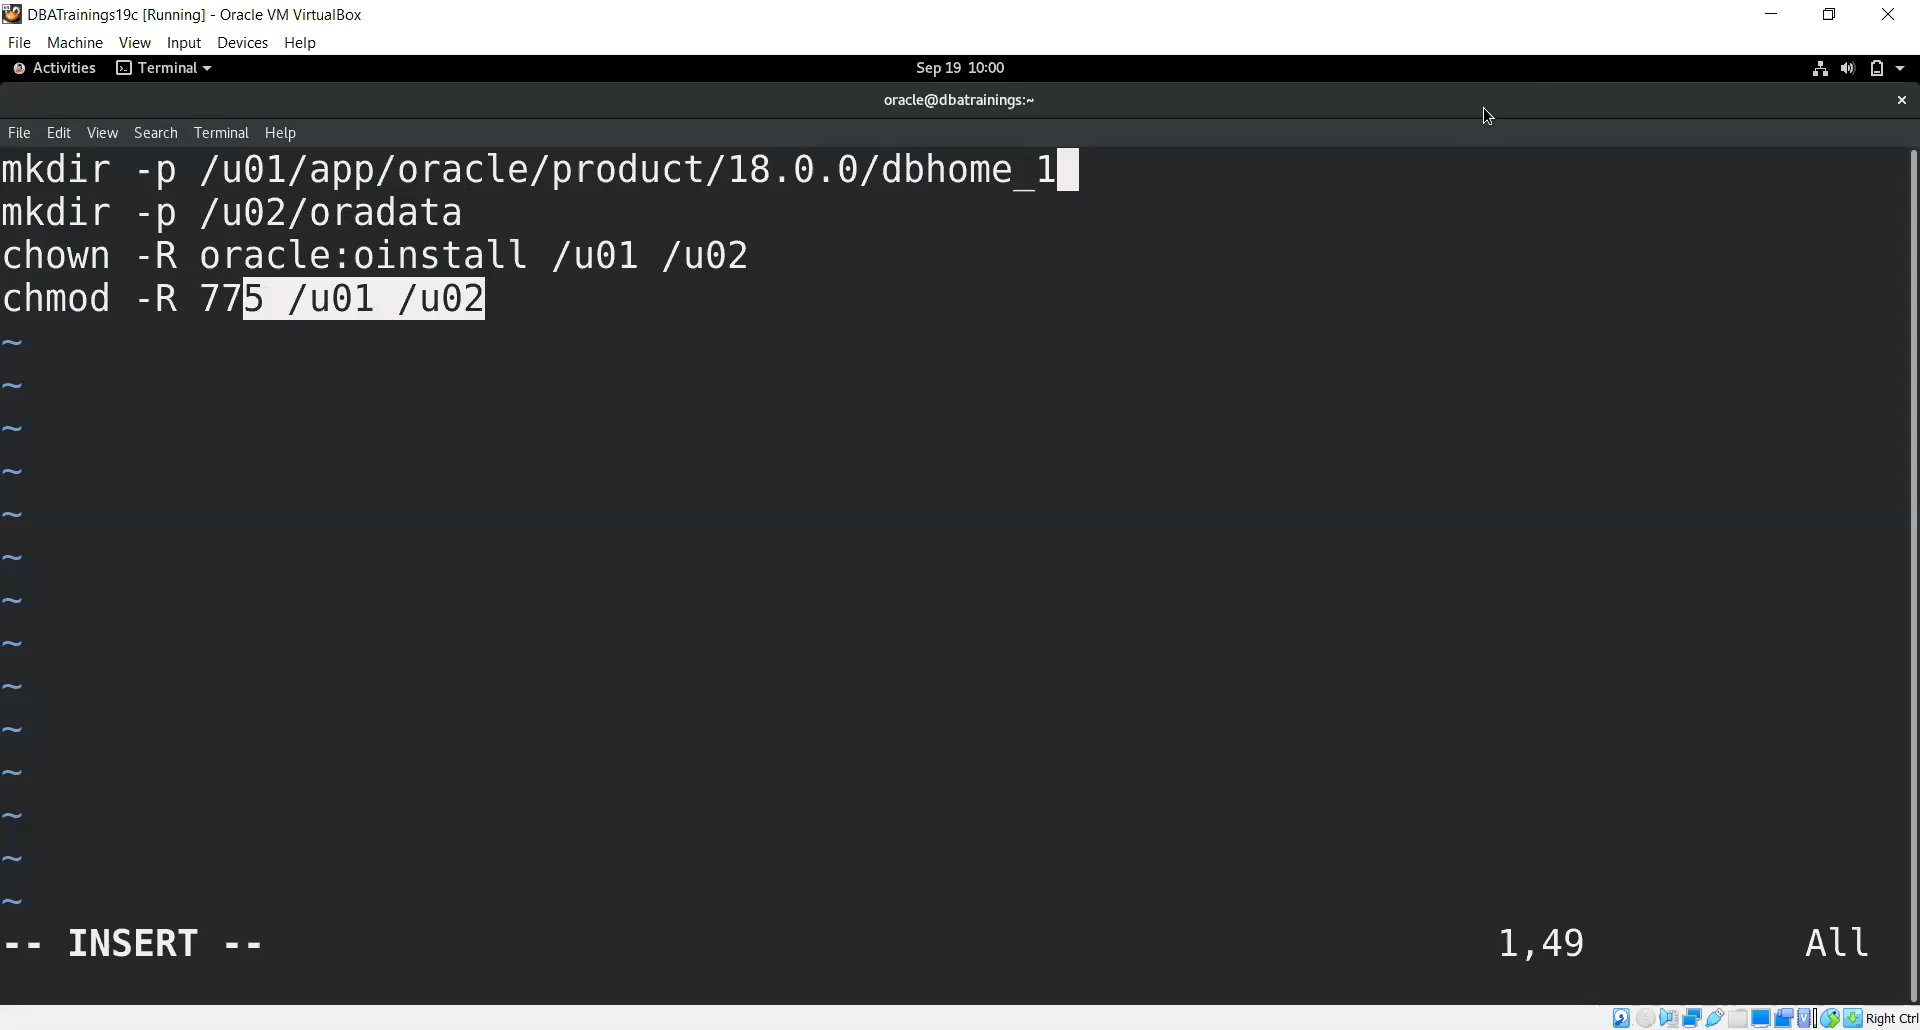 DBATrainings19c [Running] - Oracle VM VirtualBox
File Machine View Input Devices Help
Activities Terminal Sep 19 10:00
oracle@dbatrainings:~
File Edit View Search Terminal Help
mkdir -p /u01/app/oracle/product/18.0.0/dbhome_1
mkdir -p /u02/oradata
chown -R oracle:oinstall /u01 /u02
chmod -R 775 /u01 /u02
~
~
~
~
~
~
~
~
~
~
~
~
~
~
-- INSERT -- 1,49 All
Right Ctrl